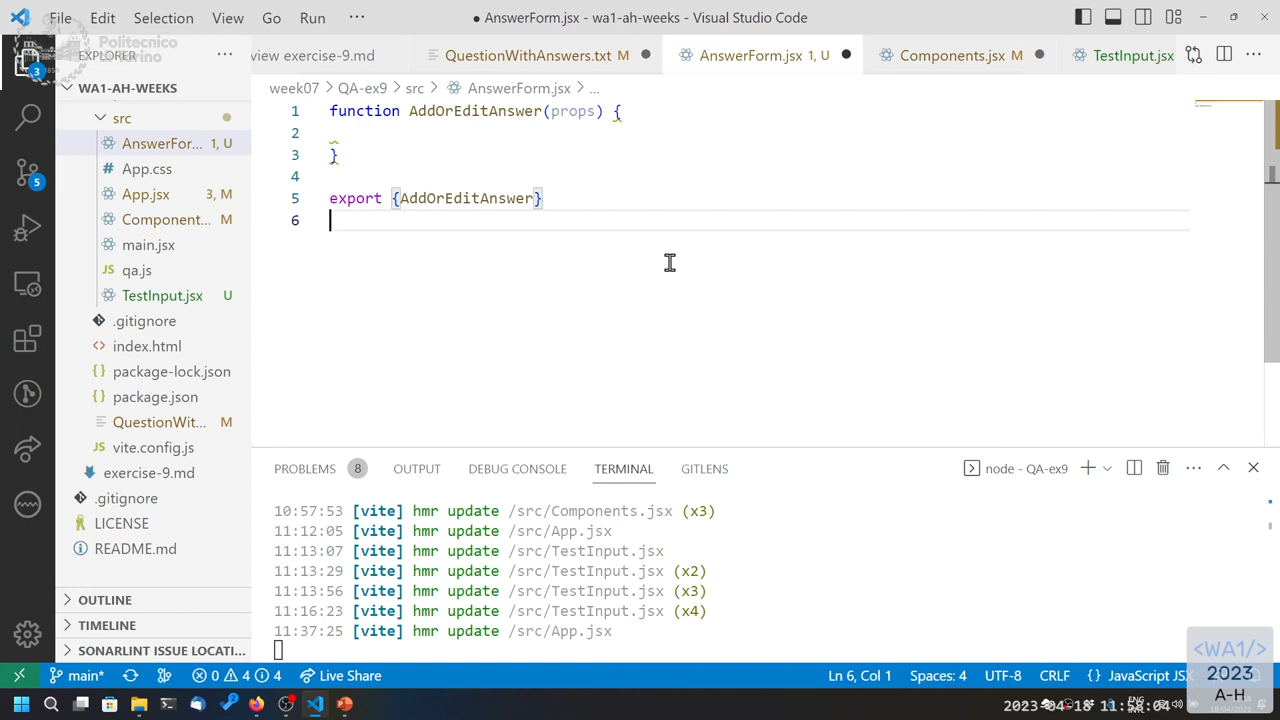 File Edit Selection View Go Run ··· ● AnswerForm.jsx - wa1-ah-weeks - Visual Studio Code
Politecnico
EXPLORER ···
view exercise-9.md QuestionWithAnswers.txt M AnswerForm.jsx 1, U Components.jsx M TestInput.jsx ···
WA1-AH-WEEKS
week07 > QA-ex9 > src > AnswerForm.jsx > ...
src
AnswerFor... 1, U
App.css
App.jsx 3, M
Component... M
main.jsx
qa.js
TestInput.jsx U
.gitignore
index.html
package-lock.json
package.json
QuestionWit... M
vite.config.js
exercise-9.md
.gitignore
LICENSE
README.md
OUTLINE
TIMELINE
SONARLINT ISSUE LOCATI...
3
5
1 function AddOrEditAnswer(props) {
2
3 }
4
5 export {AddOrEditAnswer}
6
PROBLEMS 8 OUTPUT DEBUG CONSOLE TERMINAL GITLENS node - QA-ex9 ···
10:57:53 [vite] hmr update /src/Components.jsx (x3)
11:12:05 [vite] hmr update /src/App.jsx
11:13:07 [vite] hmr update /src/TestInput.jsx
11:13:29 [vite] hmr update /src/TestInput.jsx (x2)
11:13:56 [vite] hmr update /src/TestInput.jsx (x3)
11:16:23 [vite] hmr update /src/TestInput.jsx (x4)
11:37:25 [vite] hmr update /src/App.jsx
main* 0 4 4 Live Share Ln 6, Col 1 Spaces: 4 UTF-8 CRLF {} JavaScript JSX
<WA1/>
2023
A-H
ENG